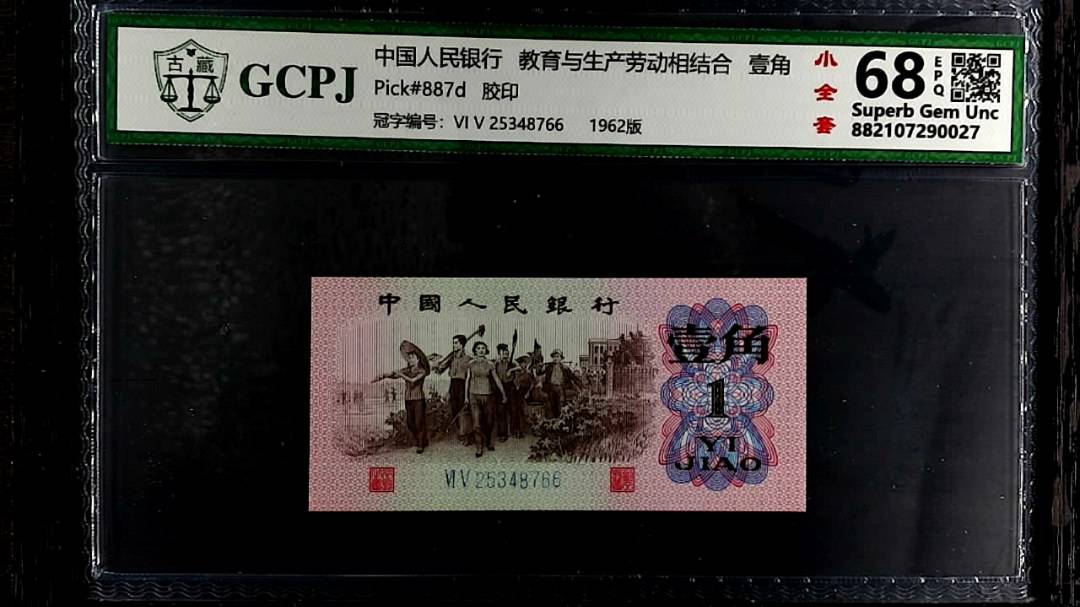 古 藏
GCPJ
中国人民银行 教育与生产劳动相结合 壹角
Pick#887d 胶印
冠字编号: VI V 25348766 1962版
小全套
68
EPQ
Superb Gem Unc
882107290027
中國人民銀行
壹角
1
YI
JIAO
VI V 25348766